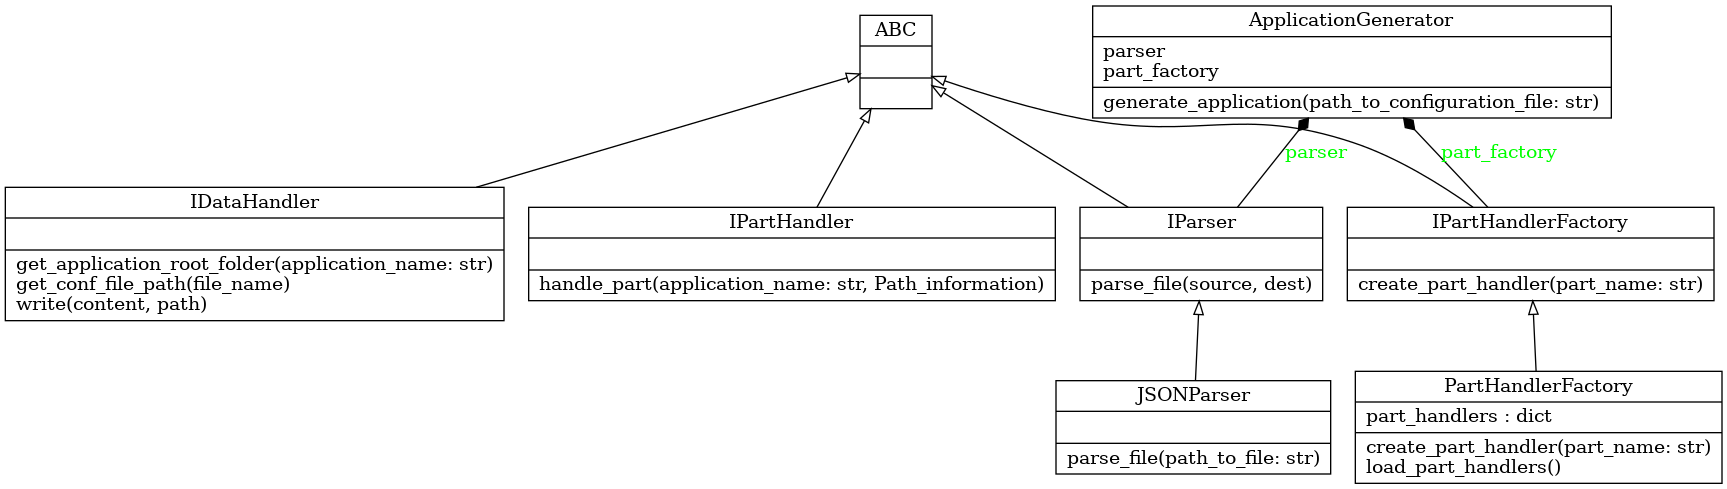 ABC
ApplicationGenerator
parser
part_factory
generate_application(path_to_configuration_file: str)
parser
part_factory
IDataHandler
get_application_root_folder(application_name: str)
get_conf_file_path(file_name)
write(content, path)
IPartHandler
handle_part(application_name: str, Path_information)
IParser
parse_file(source, dest)
IPartHandlerFactory
create_part_handler(part_name: str)
JSONParser
parse_file(path_to_file: str)
PartHandlerFactory
part_handlers : dict
create_part_handler(part_name: str)
load_part_handlers()